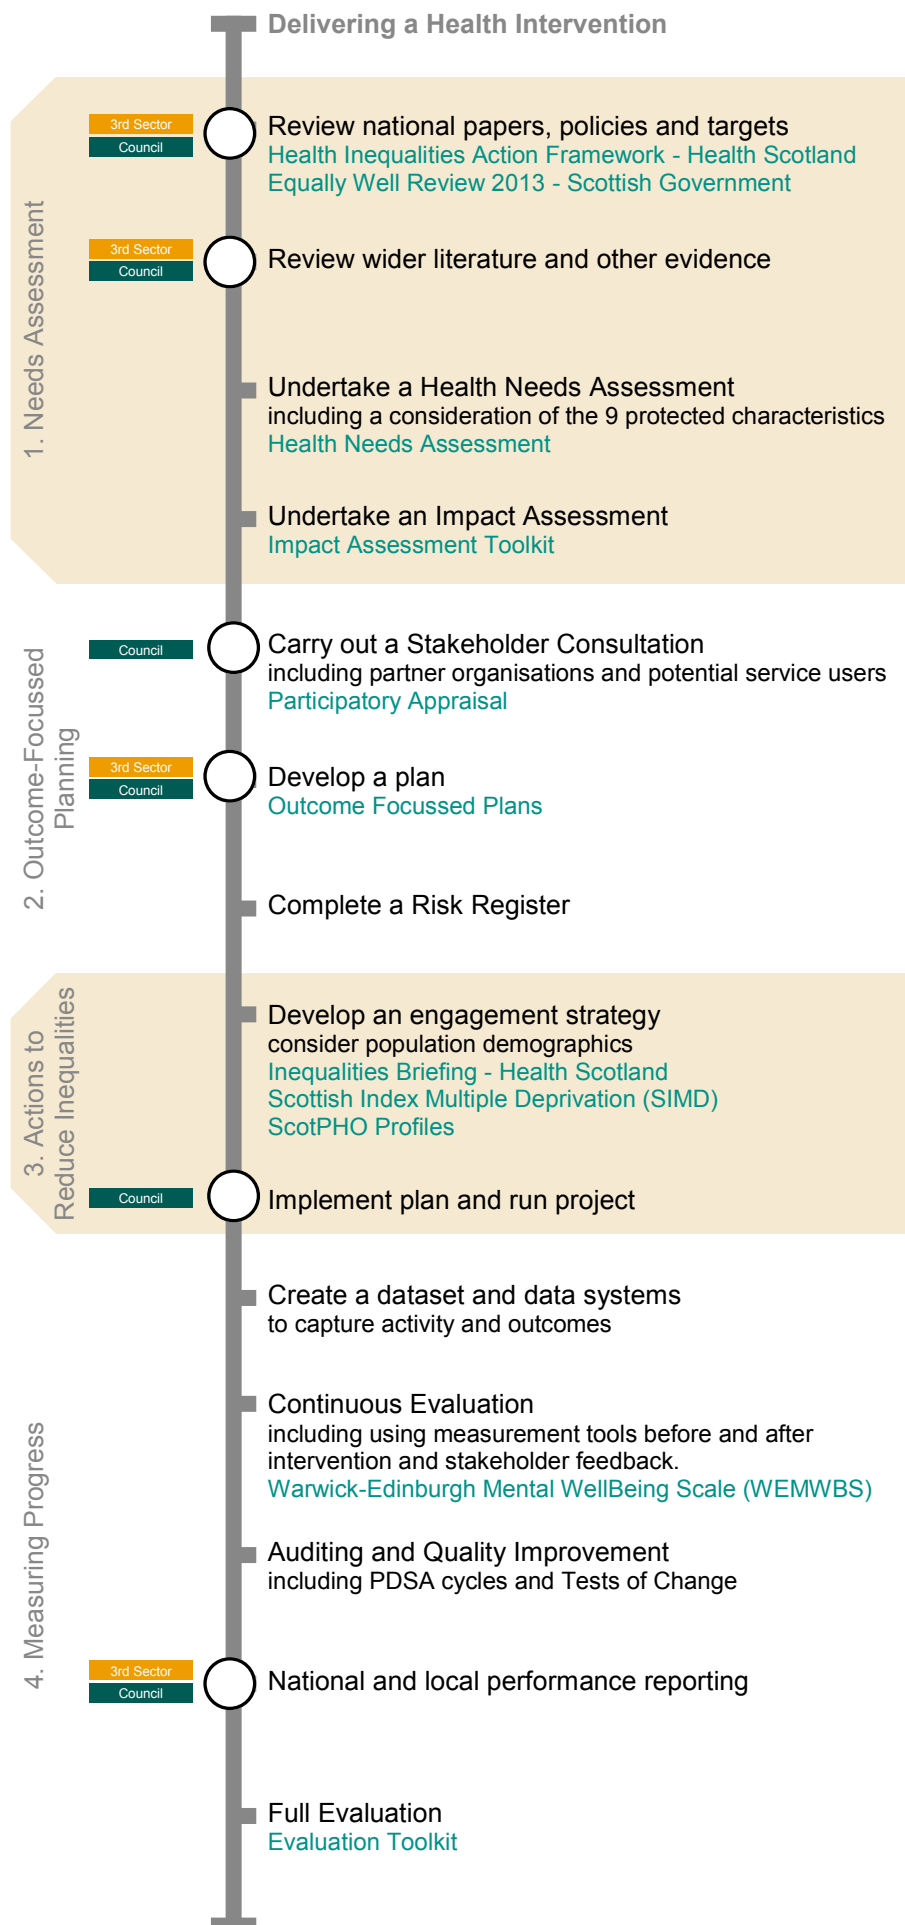 Delivering a Health Intervention
1. Needs Assessment
3rd Sector
Council
Review national papers, policies and targets
Health Inequalities Action Framework - Health Scotland
Equally Well Review 2013 - Scottish Government
3rd Sector
Council
Review wider literature and other evidence
Undertake a Health Needs Assessment
including a consideration of the 9 protected characteristics
Health Needs Assessment
Undertake an Impact Assessment
Impact Assessment Toolkit
2. Outcome-Focussed
Planning
Council
Carry out a Stakeholder Consultation
including partner organisations and potential service users
Participatory Appraisal
3rd Sector
Council
Develop a plan
Outcome Focussed Plans
Complete a Risk Register
3. Actions to
Reduce Inequalities
Develop an engagement strategy
consider population demographics
Inequalities Briefing - Health Scotland
Scottish Index Multiple Deprivation (SIMD)
ScotPHO Profiles
Council
Implement plan and run project
4. Measuring Progress
Create a dataset and data systems
to capture activity and outcomes
Continuous Evaluation
including using measurement tools before and after
intervention and stakeholder feedback.
Warwick-Edinburgh Mental WellBeing Scale (WEMWBS)
Auditing and Quality Improvement
including PDSA cycles and Tests of Change
3rd Sector
Council
National and local performance reporting
Full Evaluation
Evaluation Toolkit